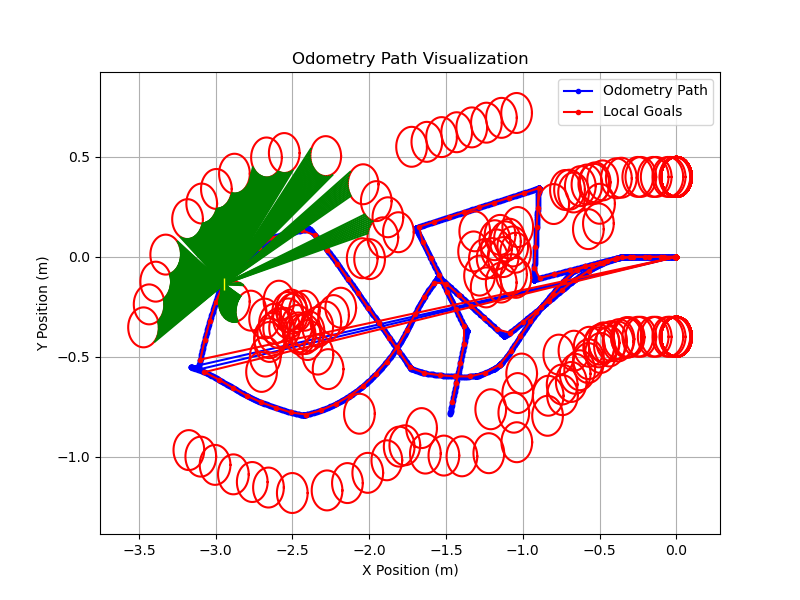 Odometry Path Visualization
Odometry Path
Local Goals
Y Position (m)
0.5
0.0
−0.5
−1.0
−3.5 −3.0 −2.5 −2.0 −1.5 −1.0 −0.5 0.0
X Position (m)